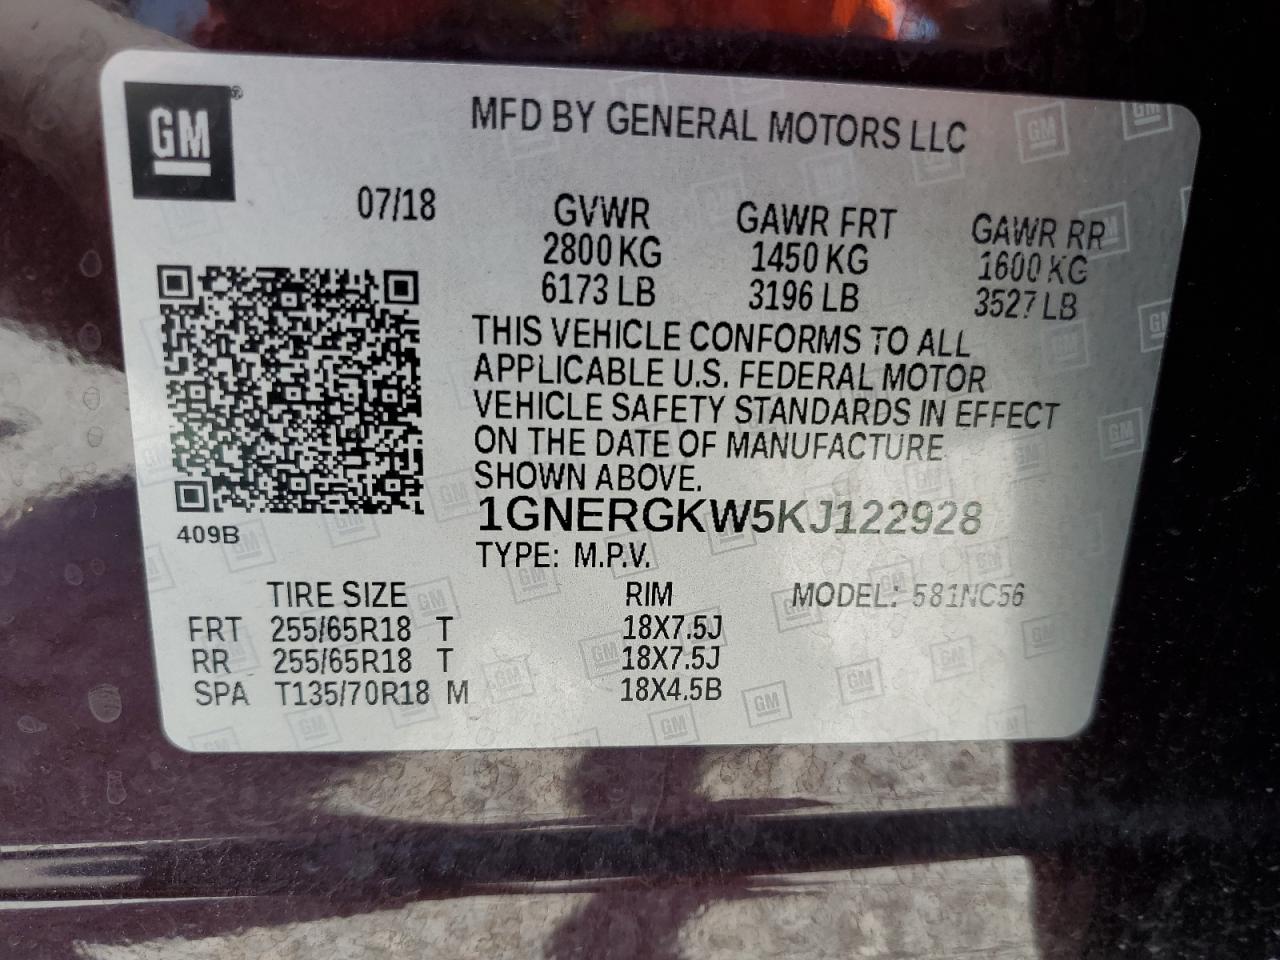 GM®
MFD BY GENERAL MOTORS LLC
07/18
GVWR GAWR FRT GAWR RR
2800 KG 1450 KG 1600 KG
6173 LB 3196 LB 3527 LB
THIS VEHICLE CONFORMS TO ALL
APPLICABLE U.S. FEDERAL MOTOR
VEHICLE SAFETY STANDARDS IN EFFECT
ON THE DATE OF MANUFACTURE
SHOWN ABOVE.
1GNERGKW5KJ122928
409B
TYPE: M.P.V.
TIRE SIZE RIM MODEL: 581NC56
FRT 255/65R18 T 18X7.5J
RR 255/65R18 T 18X7.5J
SPA T135/70R18 M 18X4.5B